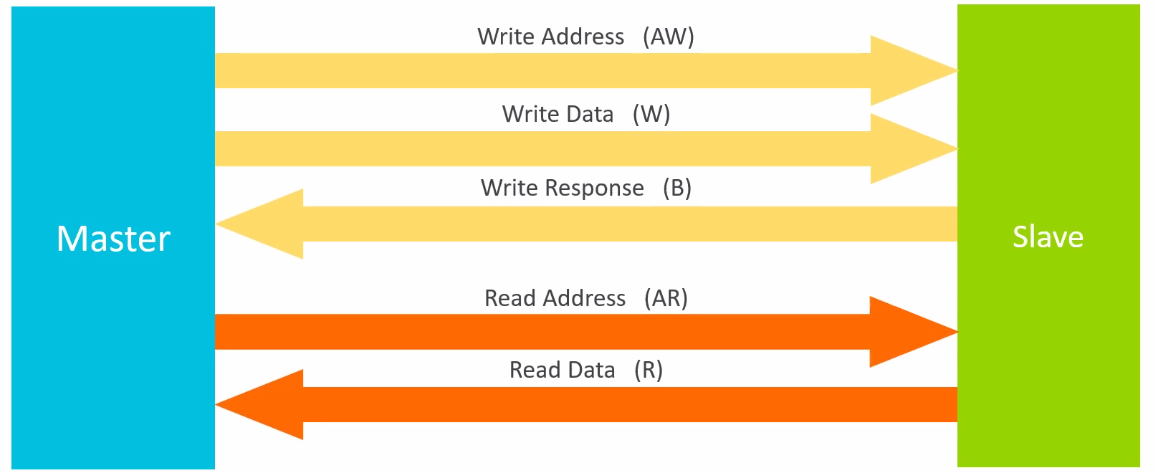 Write Address (AW)
Write Data (W)
Write Response (B)
Master
Slave
Read Address (AR)
Read Data (R)